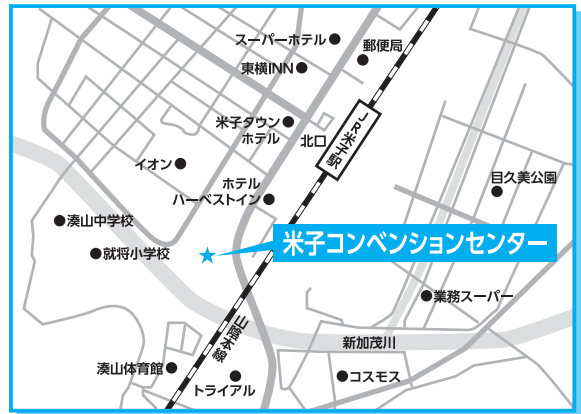 スーパーホテル
郵便局
東横INN
米子タウン
ホテル
北口
JR米子駅
イオン
目久美公園
ホテル
ハーベストイン
湊山中学校
米子コンベンションセンター
就将小学校
業務スーパー
山陰本線
新加茂川
湊山体育館
トライアル
コスモス